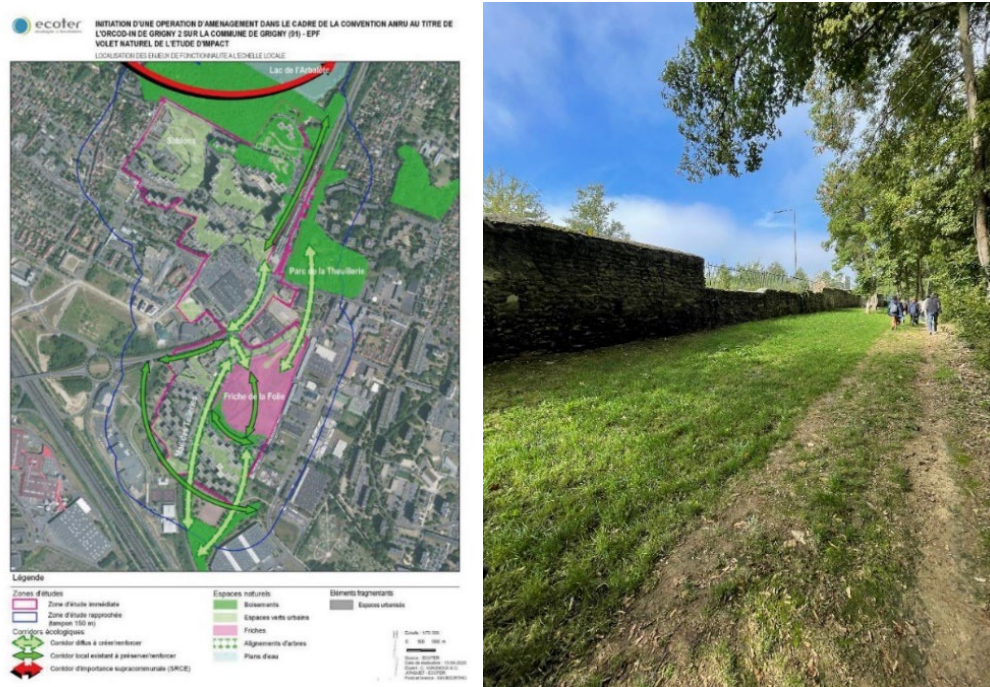 ecoter
INITIATION D'UNE OPERATION D'AMENAGEMENT DANS LE CADRE DE LA CONVENTION ANRU AU TITRE DE
L'ORCOD-IN DE GRIGNY 2 SUR LA COMMUNE DE GRIGNY (91) - EPF
VOLET NATUREL DE L'ETUDE D'IMPACT
LOCALISATION DES ENJEUX DE FONCTIONNALITE A L'ECHELLE LOCALE
Lac de l'Arbalète
Sablons
Parc de la Theuillerie
Friche de la Folie
Légende
Zones d'études
Zone d'étude immédiate
Zone d'étude rapprochée
(tampon 150 m)
Corridors écologiques
Corridor diffus à créer/renforcer
Corridor local existant à préserver/renforcer
Corridor d'importance supracommunale (SRCE)
Espaces naturels
Boisements
Espaces verts urbains
Friches
Alignements d'arbres
Plans d'eau
Eléments fragmentants
Espaces urbanisés